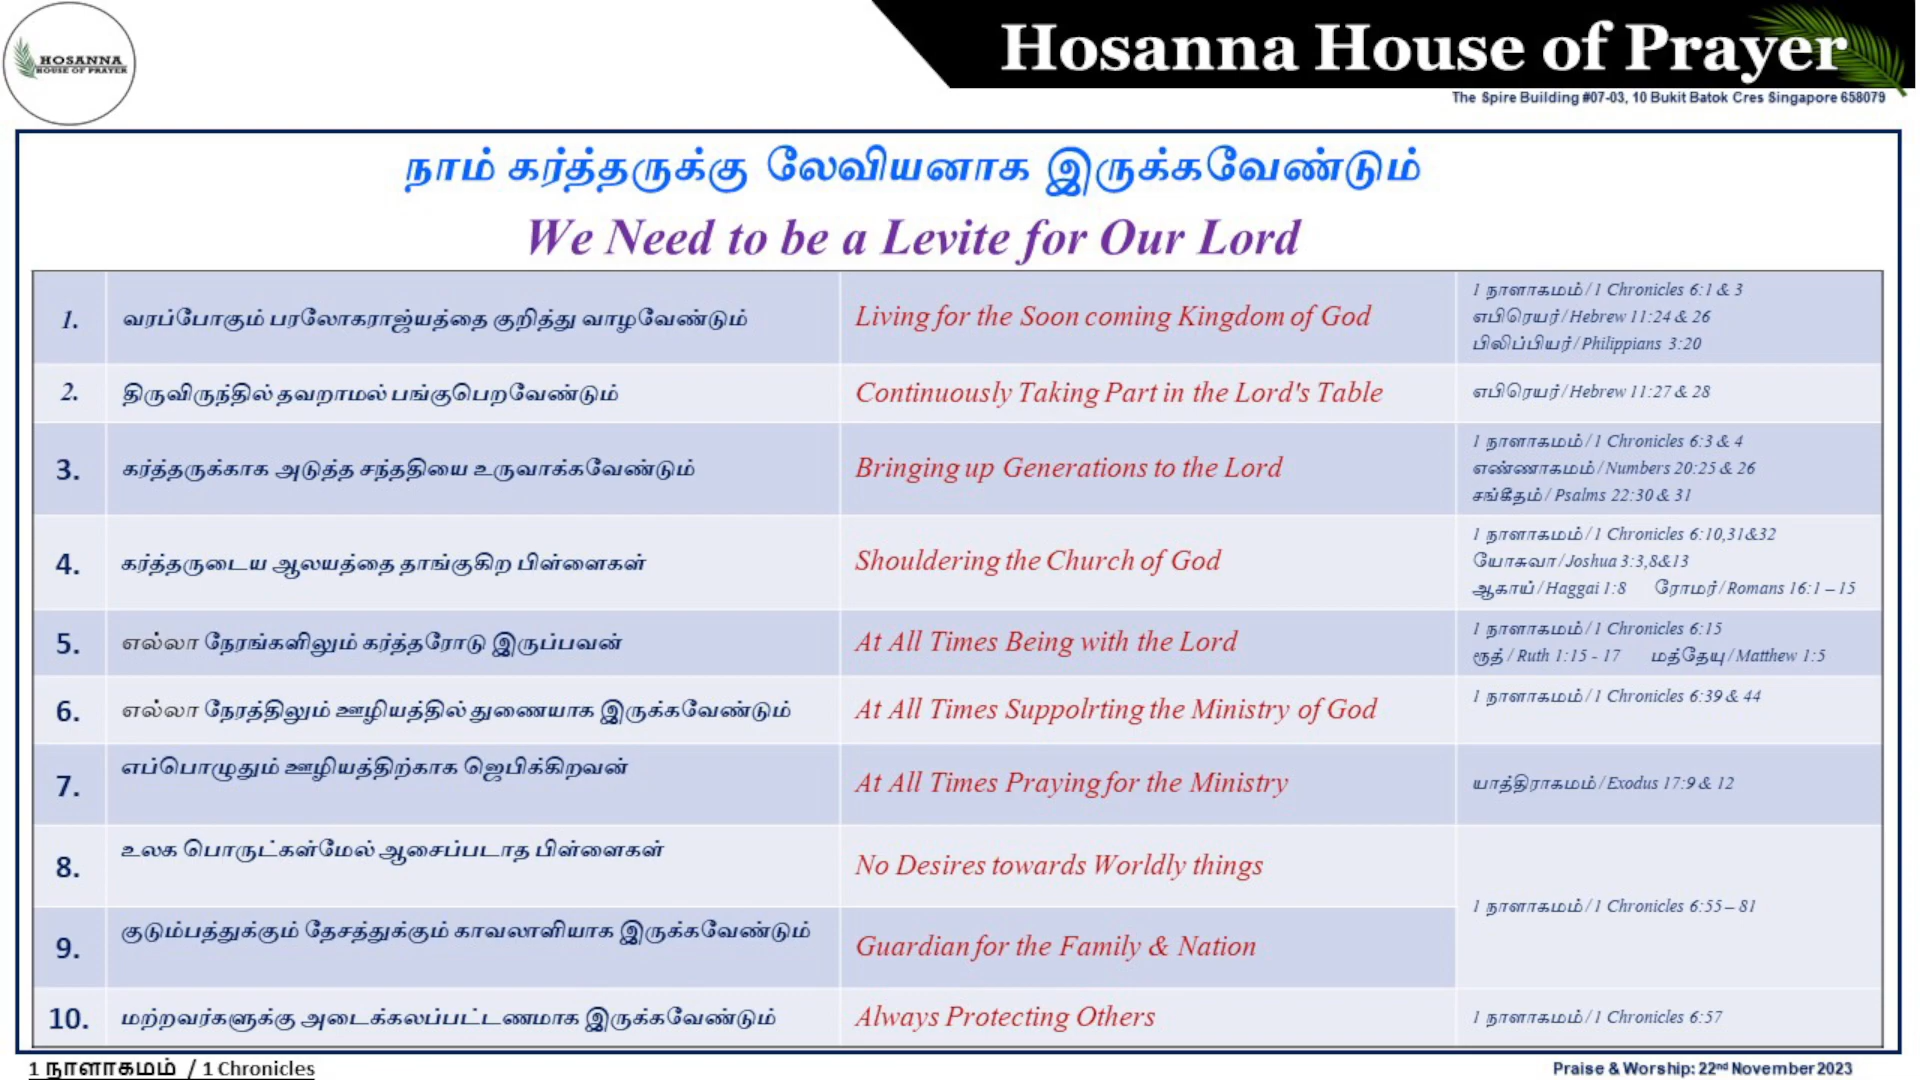 HOSANNA
HOUSE OF PRAYER
Hosanna House of Prayer
The Spire Building #07-03, 10 Bukit Batok Cres Singapore 658079
நாம் கர்த்தருக்கு லேவியனாக இருக்கவேண்டும்
We Need to be a Levite for Our Lord
1. வரப்போகும் பரலோகராஜ்யத்தை குறித்து வாழவேண்டும் Living for the Soon coming Kingdom of God
1 நாளாகமம் / 1 Chronicles 6:1 & 3
எபிரெயர் / Hebrew 11:24 & 26
பிலிப்பியர் / Philippians 3:20
2. திருவிருந்தில் தவறாமல் பங்குபெறவேண்டும் Continuously Taking Part in the Lord's Table எபிரெயர் / Hebrew 11:27 & 28
3. கர்த்தருக்காக அடுத்த சந்ததியை உருவாக்கவேண்டும் Bringing up Generations to the Lord
1 நாளாகமம் / 1 Chronicles 6:3 & 4
எண்ணாகமம் / Numbers 20:25 & 26
சங்கீதம் / Psalms 22:30 & 31
4. கர்த்தருடைய ஆலயத்தை தாங்குகிற பிள்ளைகள் Shouldering the Church of God
1 நாளாகமம் / 1 Chronicles 6:10,31&32
யோசுவா / Joshua 3:3,8&13
ஆகாய் / Haggai 1:8 ரோமர் / Romans 16:1 – 15
5. எல்லா நேரங்களிலும் கர்த்தரோடு இருப்பவன் At All Times Being with the Lord
1 நாளாகமம் / 1 Chronicles 6:15
ரூத் / Ruth 1:15 - 17 மத்தேயு / Matthew 1:5
6. எல்லா நேரத்திலும் ஊழியத்தில் துணையாக இருக்கவேண்டும் At All Times Suppolrting the Ministry of God 1 நாளாகமம் / 1 Chronicles 6:39 & 44
7. எப்பொழுதும் ஊழியத்திற்காக ஜெபிக்கிறவன் At All Times Praying for the Ministry யாத்திராகமம் / Exodus 17:9 & 12
8. உலக பொருட்கள்மேல் ஆசைப்படாத பிள்ளைகள் No Desires towards Worldly things
1 நாளாகமம் / 1 Chronicles 6:55 – 81
9. குடும்பத்துக்கும் தேசத்துக்கும் காவலாளியாக இருக்கவேண்டும் Guardian for the Family & Nation
10. மற்றவர்களுக்கு அடைக்கலப்பட்டணமாக இருக்கவேண்டும் Always Protecting Others 1 நாளாகமம் / 1 Chronicles 6:57
1 நாளாகமம் / 1 Chronicles
Praise & Worship: 22nd November 2023